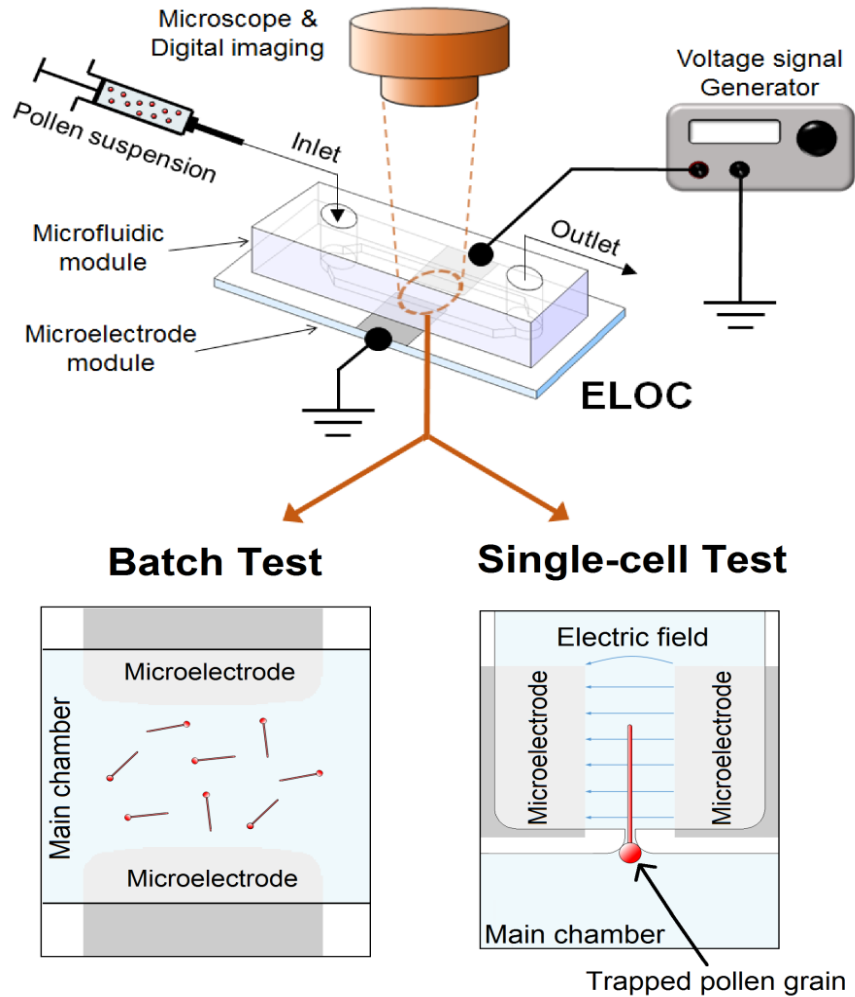 Microscope &
Digital imaging
Voltage signal
Generator
Pollen suspension
Inlet
Outlet
Microfluidic
module
Microelectrode
module
ELOC
Batch Test
Single-cell Test
Main chamber
Microelectrode
Microelectrode
Electric field
Microelectrode
Microelectrode
Main chamber
Trapped pollen grain